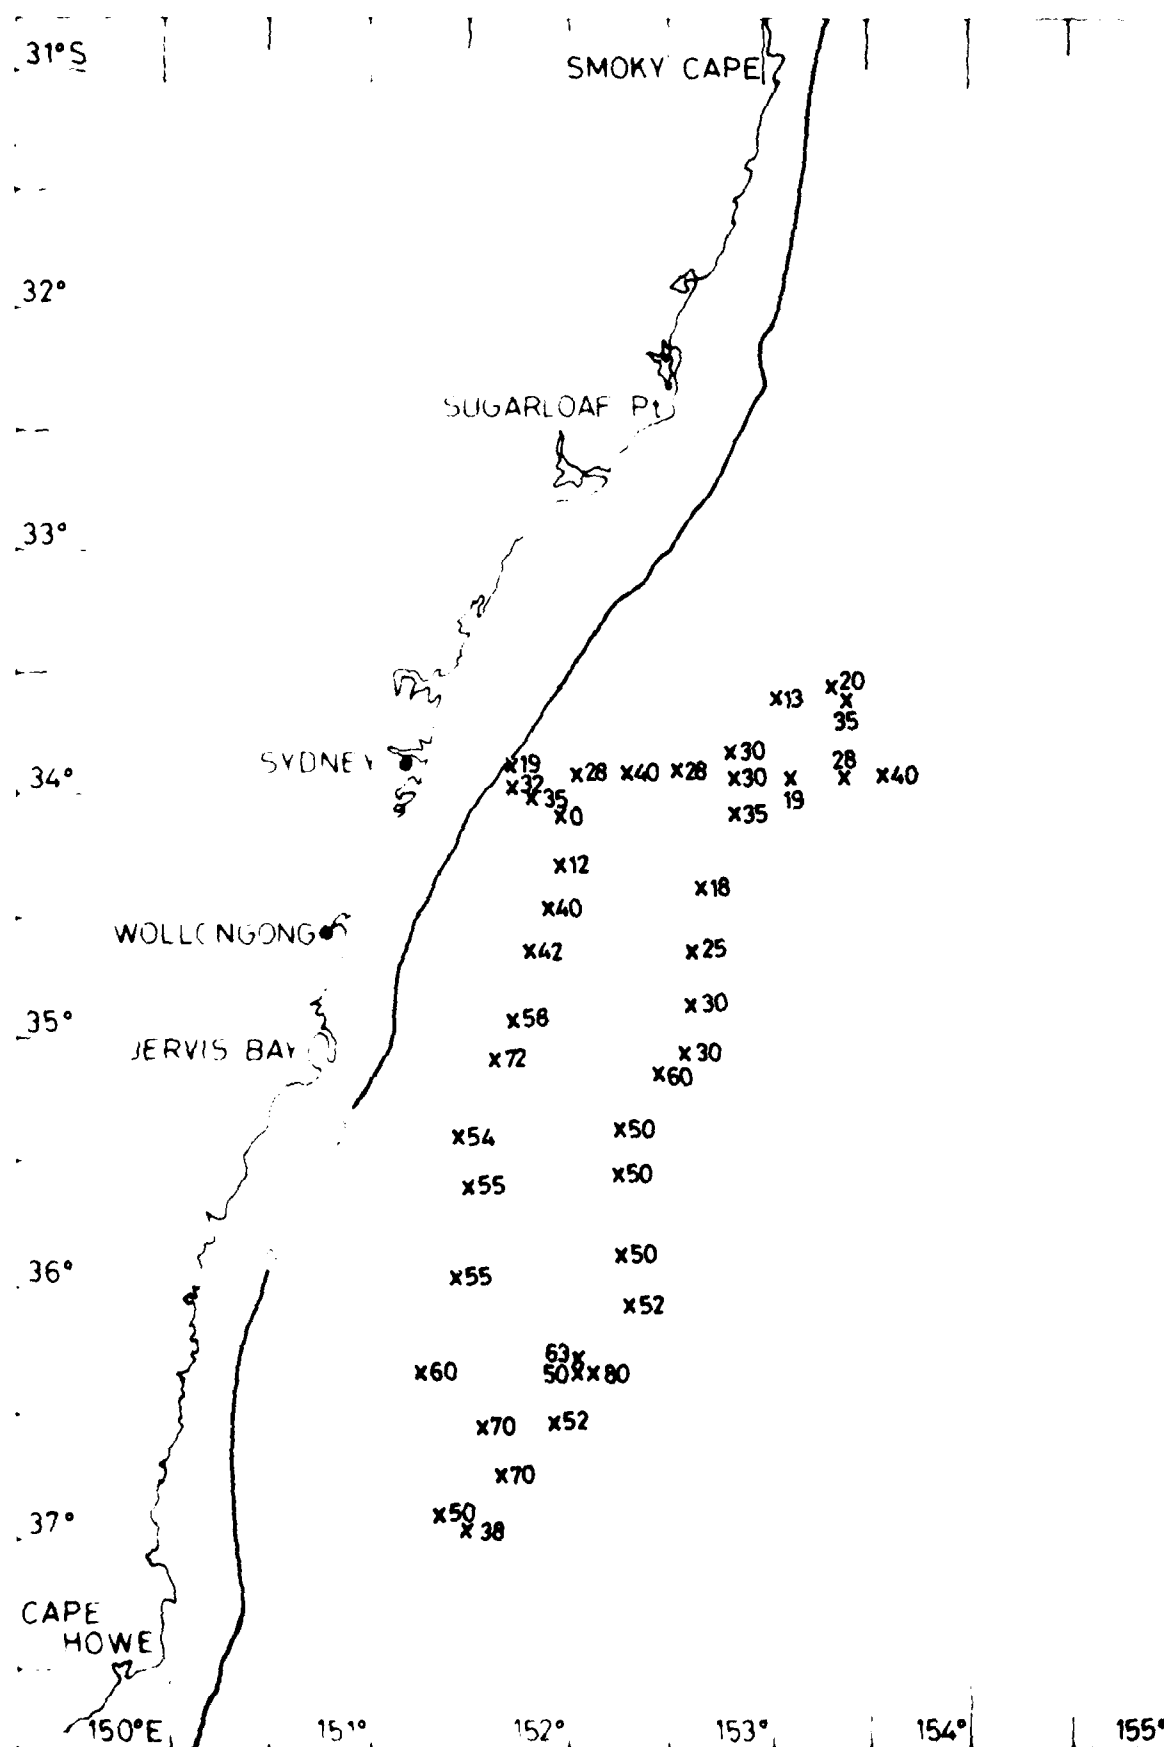 31°S
SMOKY CAPE
32°
SUGARLOAF Pt
33°
x20
x13 x
35
SYDNEY
x30
28
x19 x28 x40 x28 x30 x x x40
34°
x32
x35
19
x0
x35
x12
x18
x40
WOLLONGONG
x42 x25
x30
35°
x58
JERVIS BAY
x72 x30
x60
x54 x50
x55 x50
x50
36°
x55
x52
63x
x60 50xx80
x70 x52
x70
x50
37°
x38
CAPE
HOWE
150°E 151° 152° 153° 154° 155°